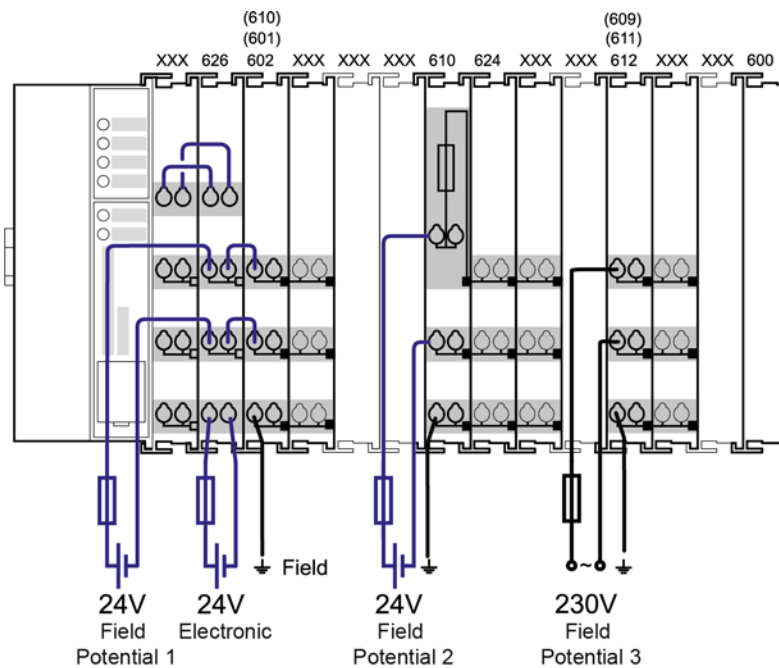 (610) (609)
(601) (611)
XXX 626 602 XXX XXX XXX 610 624 XXX XXX 612 XXX XXX 600
Field
~
24V 24V 24V 230V
Field Electronic Field Field
Potential 1 Potential 2 Potential 3